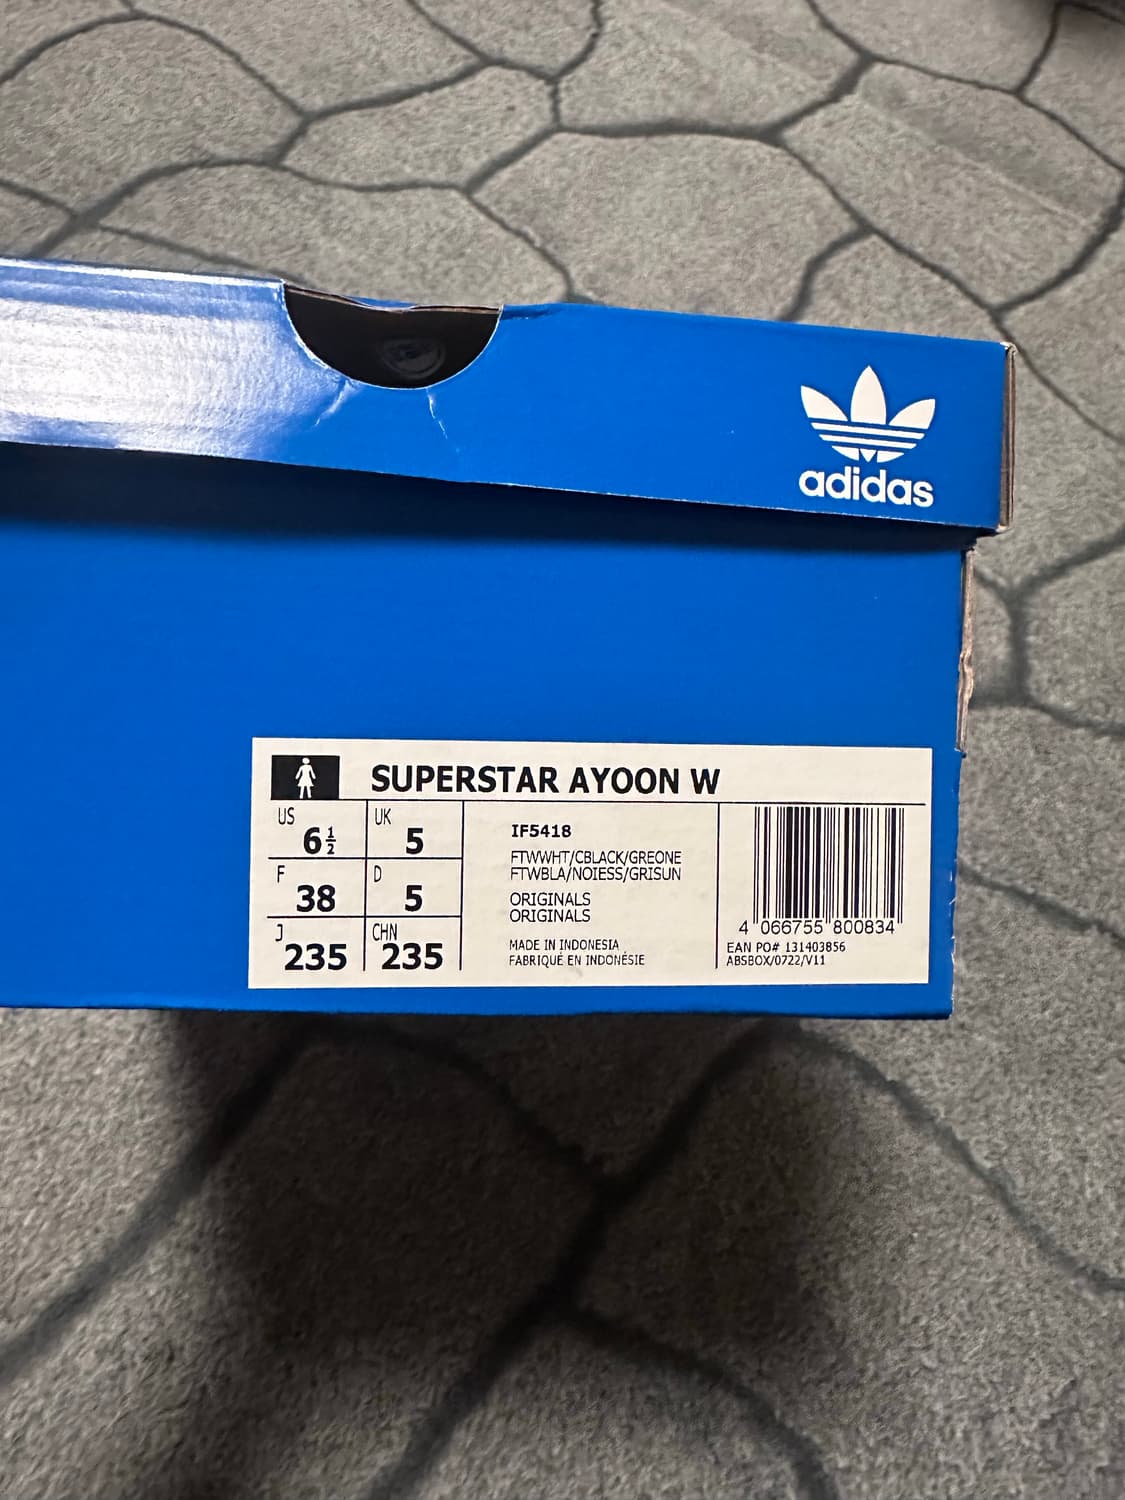 adidas
SUPERSTAR AYOON W
US 6½ UK 5
F 38 D 5
J 235 CHN 235
IF5418
FTWWHT/CBLACK/GREONE
FTWBLA/NOIESS/GRISUN
ORIGINALS
ORIGINALS
MADE IN INDONESIA
FABRIQUÉ EN INDONÉSIE
4 066755 800834
EAN PO# 131403856
ABSBOX/0722/V11